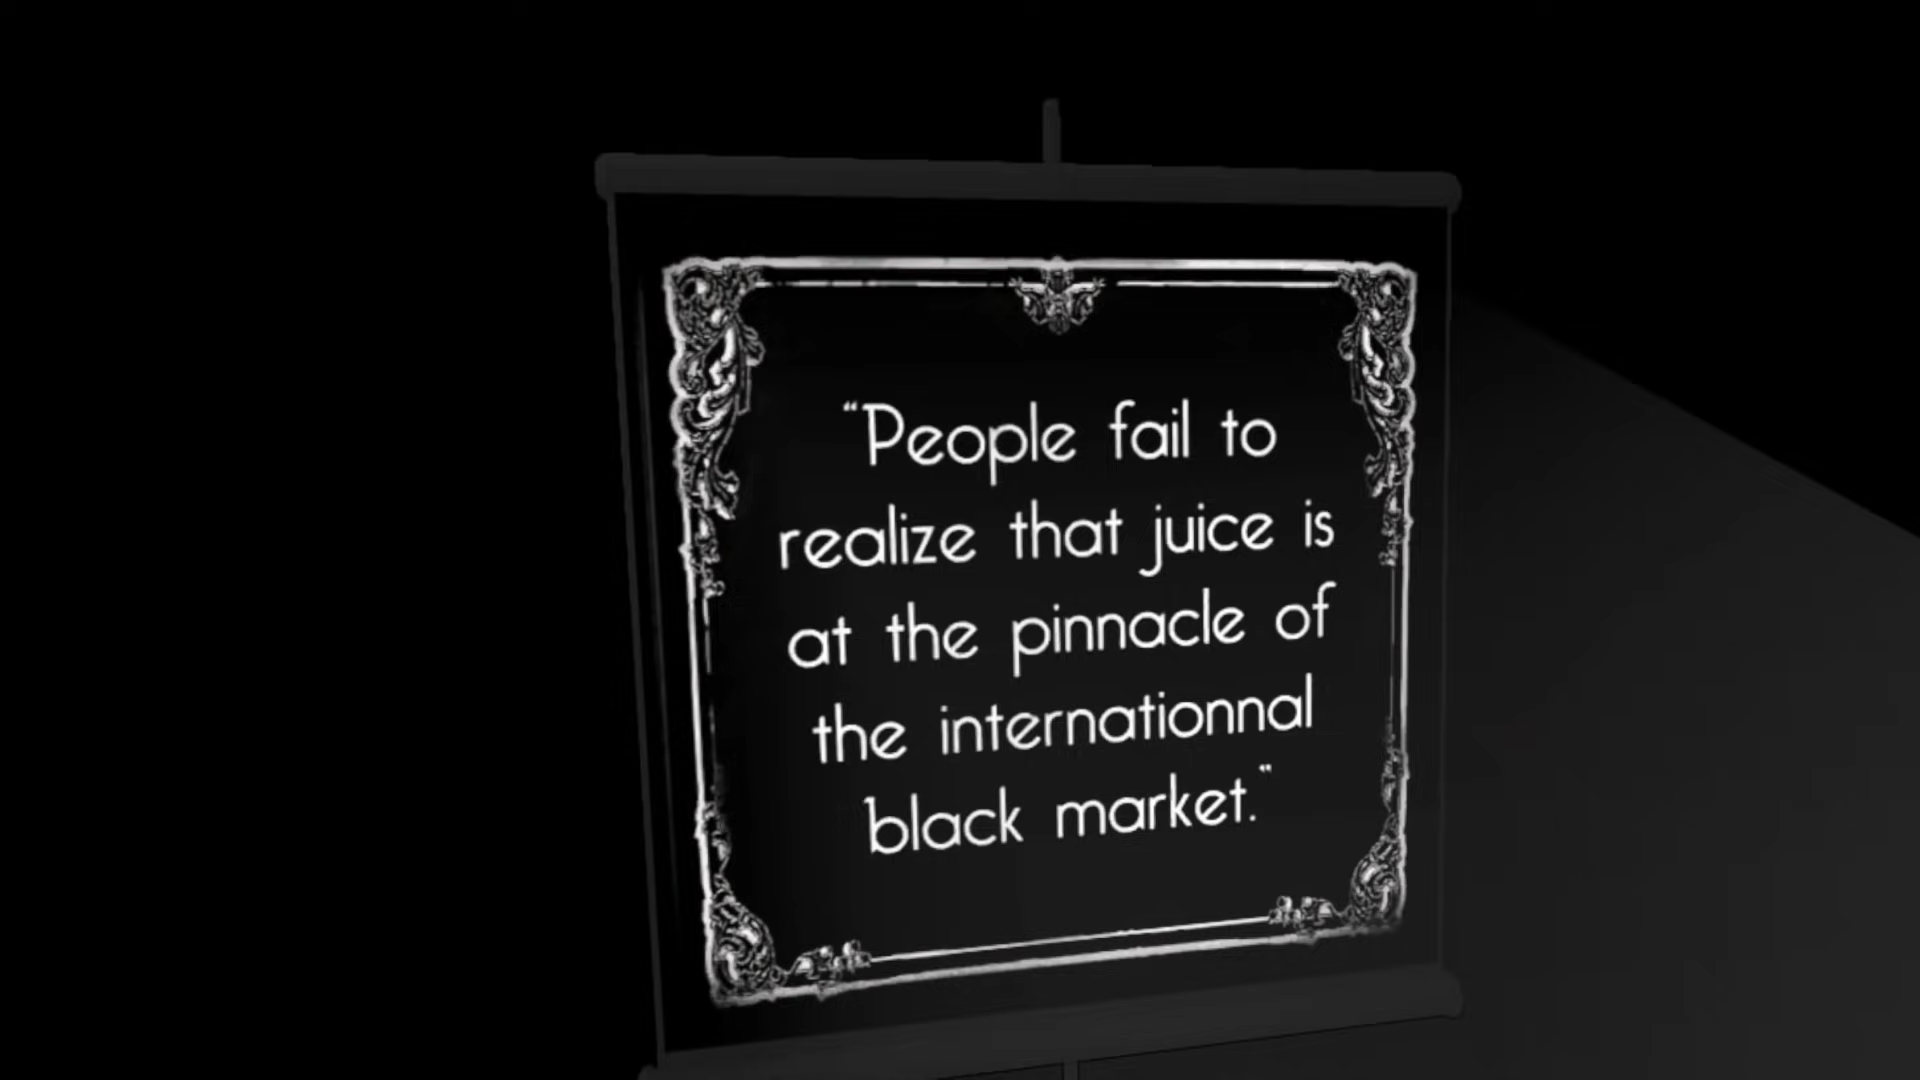 “People fail to
realize that juice is
at the pinnacle of
the internationnal
black market.”